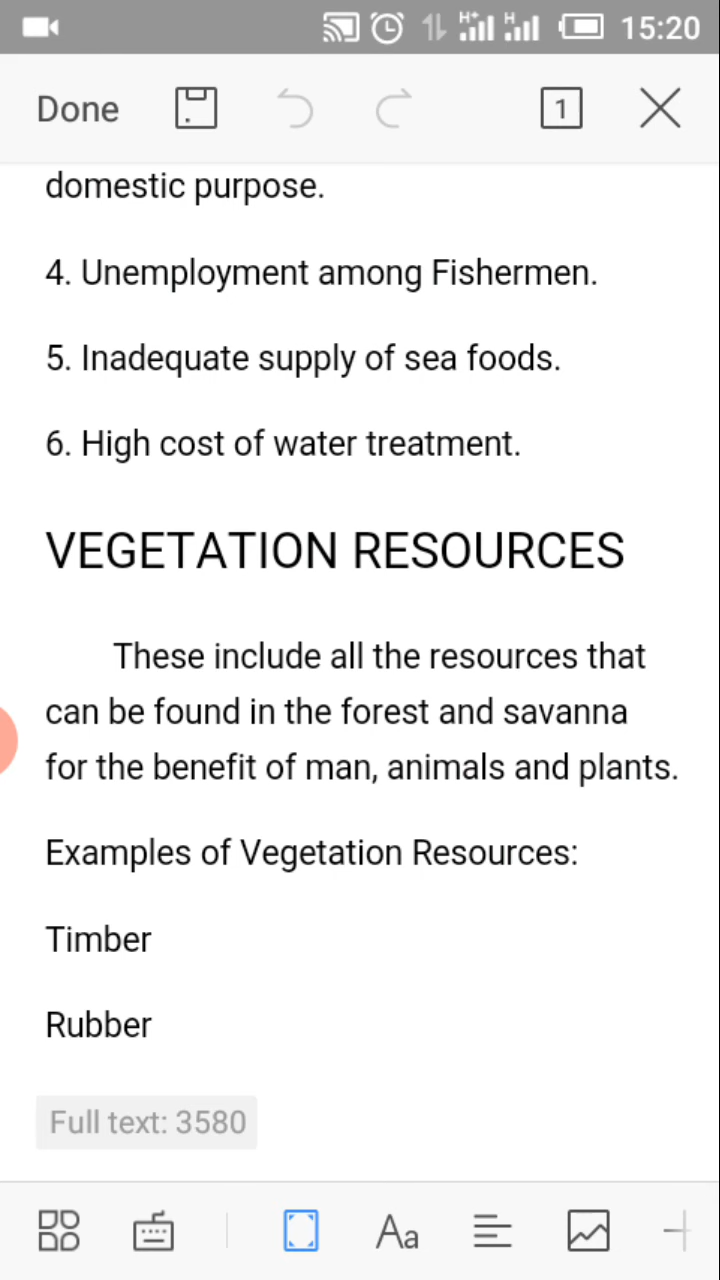 H+ H 15:20
Done 1
domestic purpose.
4. Unemployment among Fishermen.
5. Inadequate supply of sea foods.
6. High cost of water treatment.
VEGETATION RESOURCES
These include all the resources that
can be found in the forest and savanna
for the benefit of man, animals and plants.
Examples of Vegetation Resources:
Timber
Rubber
Full text: 3580
Aa